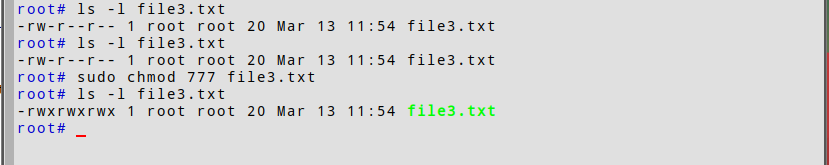 root# ls -l file3.txt
-rw-r--r-- 1 root root 20 Mar 13 11:54 file3.txt
root# ls -l file3.txt
-rw-r--r-- 1 root root 20 Mar 13 11:54 file3.txt
root# sudo chmod 777 file3.txt
root# ls -l file3.txt
-rwxrwxrwx 1 root root 20 Mar 13 11:54 file3.txt
root# _